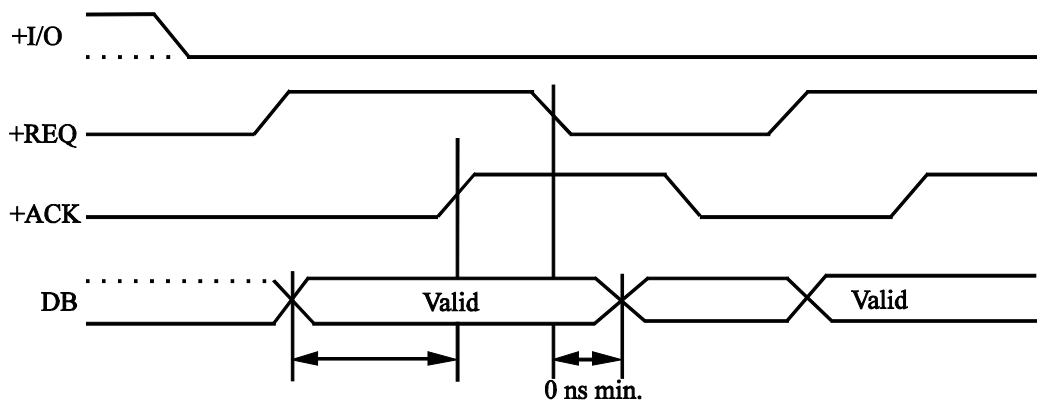 +I/O
+REQ
+ACK
DB
Valid
Valid
0 ns min.